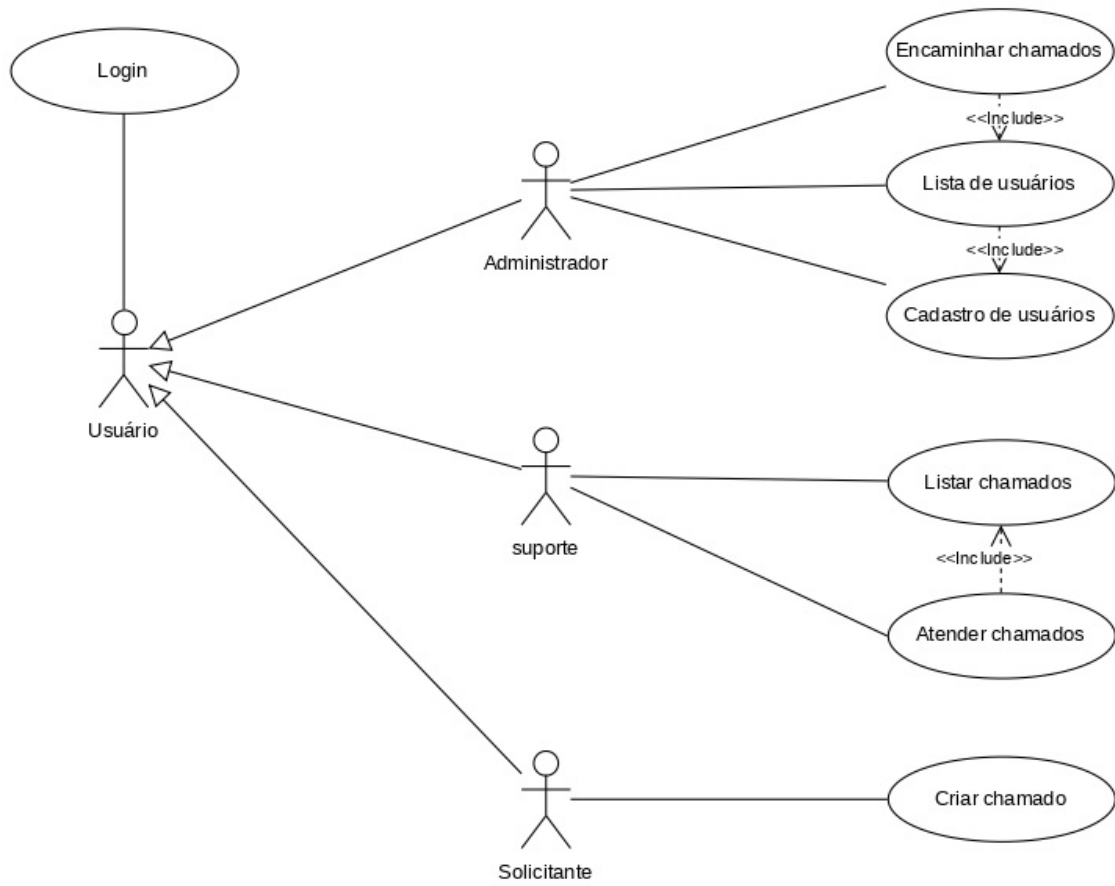 Login
Encaminhar chamados
<<Include>>
Lista de usuários
Administrador
<<Include>>
Cadastro de usuários
Usuário
Listar chamados
suporte
<<Include>>
Atender chamados
Criar chamado
Solicitante